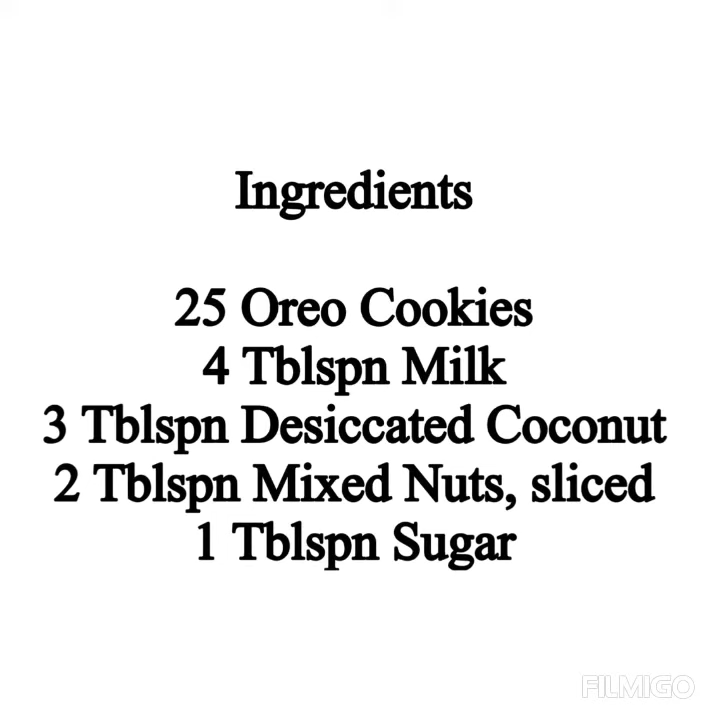 Ingredients
25 Oreo Cookies
4 Tblspn Milk
3 Tblspn Desiccated Coconut
2 Tblspn Mixed Nuts, sliced
1 Tblspn Sugar
FILMIGO